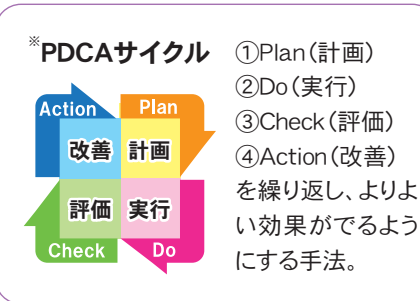 ※PDCAサイクル
Action Plan
改善 計画
評価 実行
Check Do
①Plan(計画)
②Do(実行)
③Check(評価)
④Action(改善)
を繰り返し、よりよ
い効果がでるよう
にする手法。